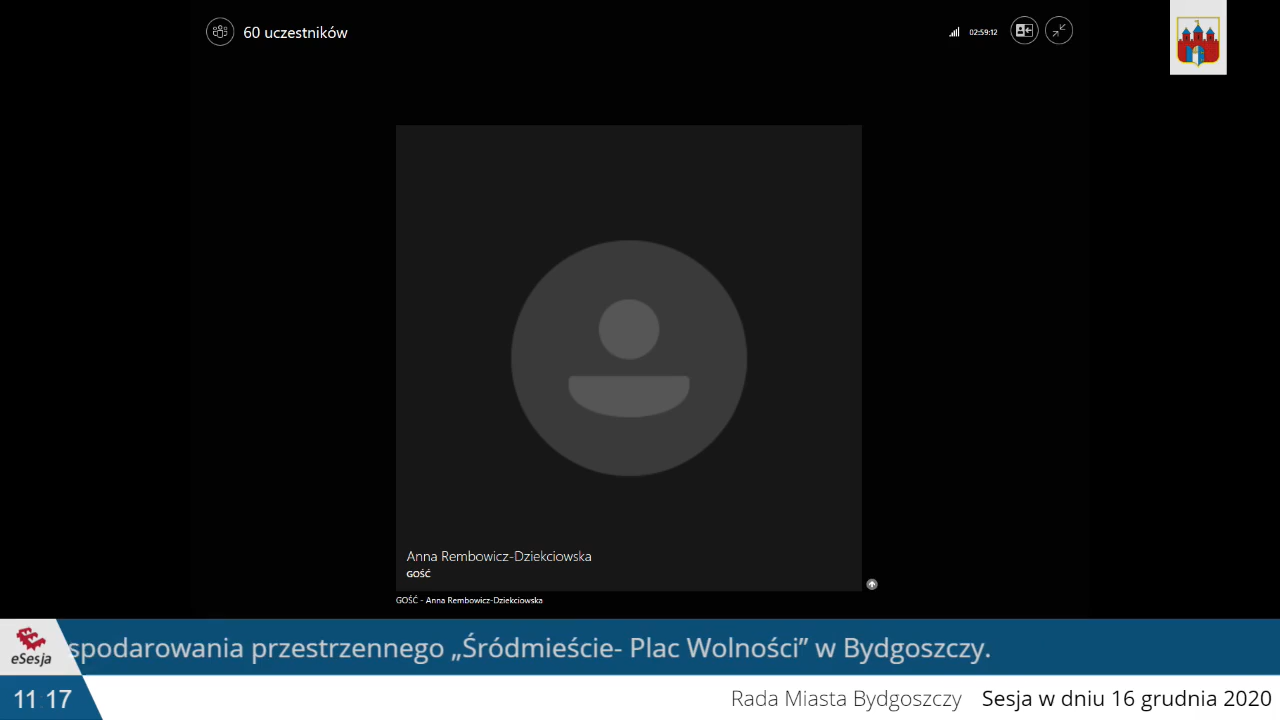 60 uczestników
02:59:12
Anna Rembowicz-Dziekciowska
GOŚĆ
GOŚĆ - Anna Rembowicz-Dziekciowska
spodarowania przestrzennego „Śródmieście- Plac Wolności” w Bydgoszczy.
eSesja
11 17
Rada Miasta Bydgoszczy Sesja w dniu 16 grudnia 2020